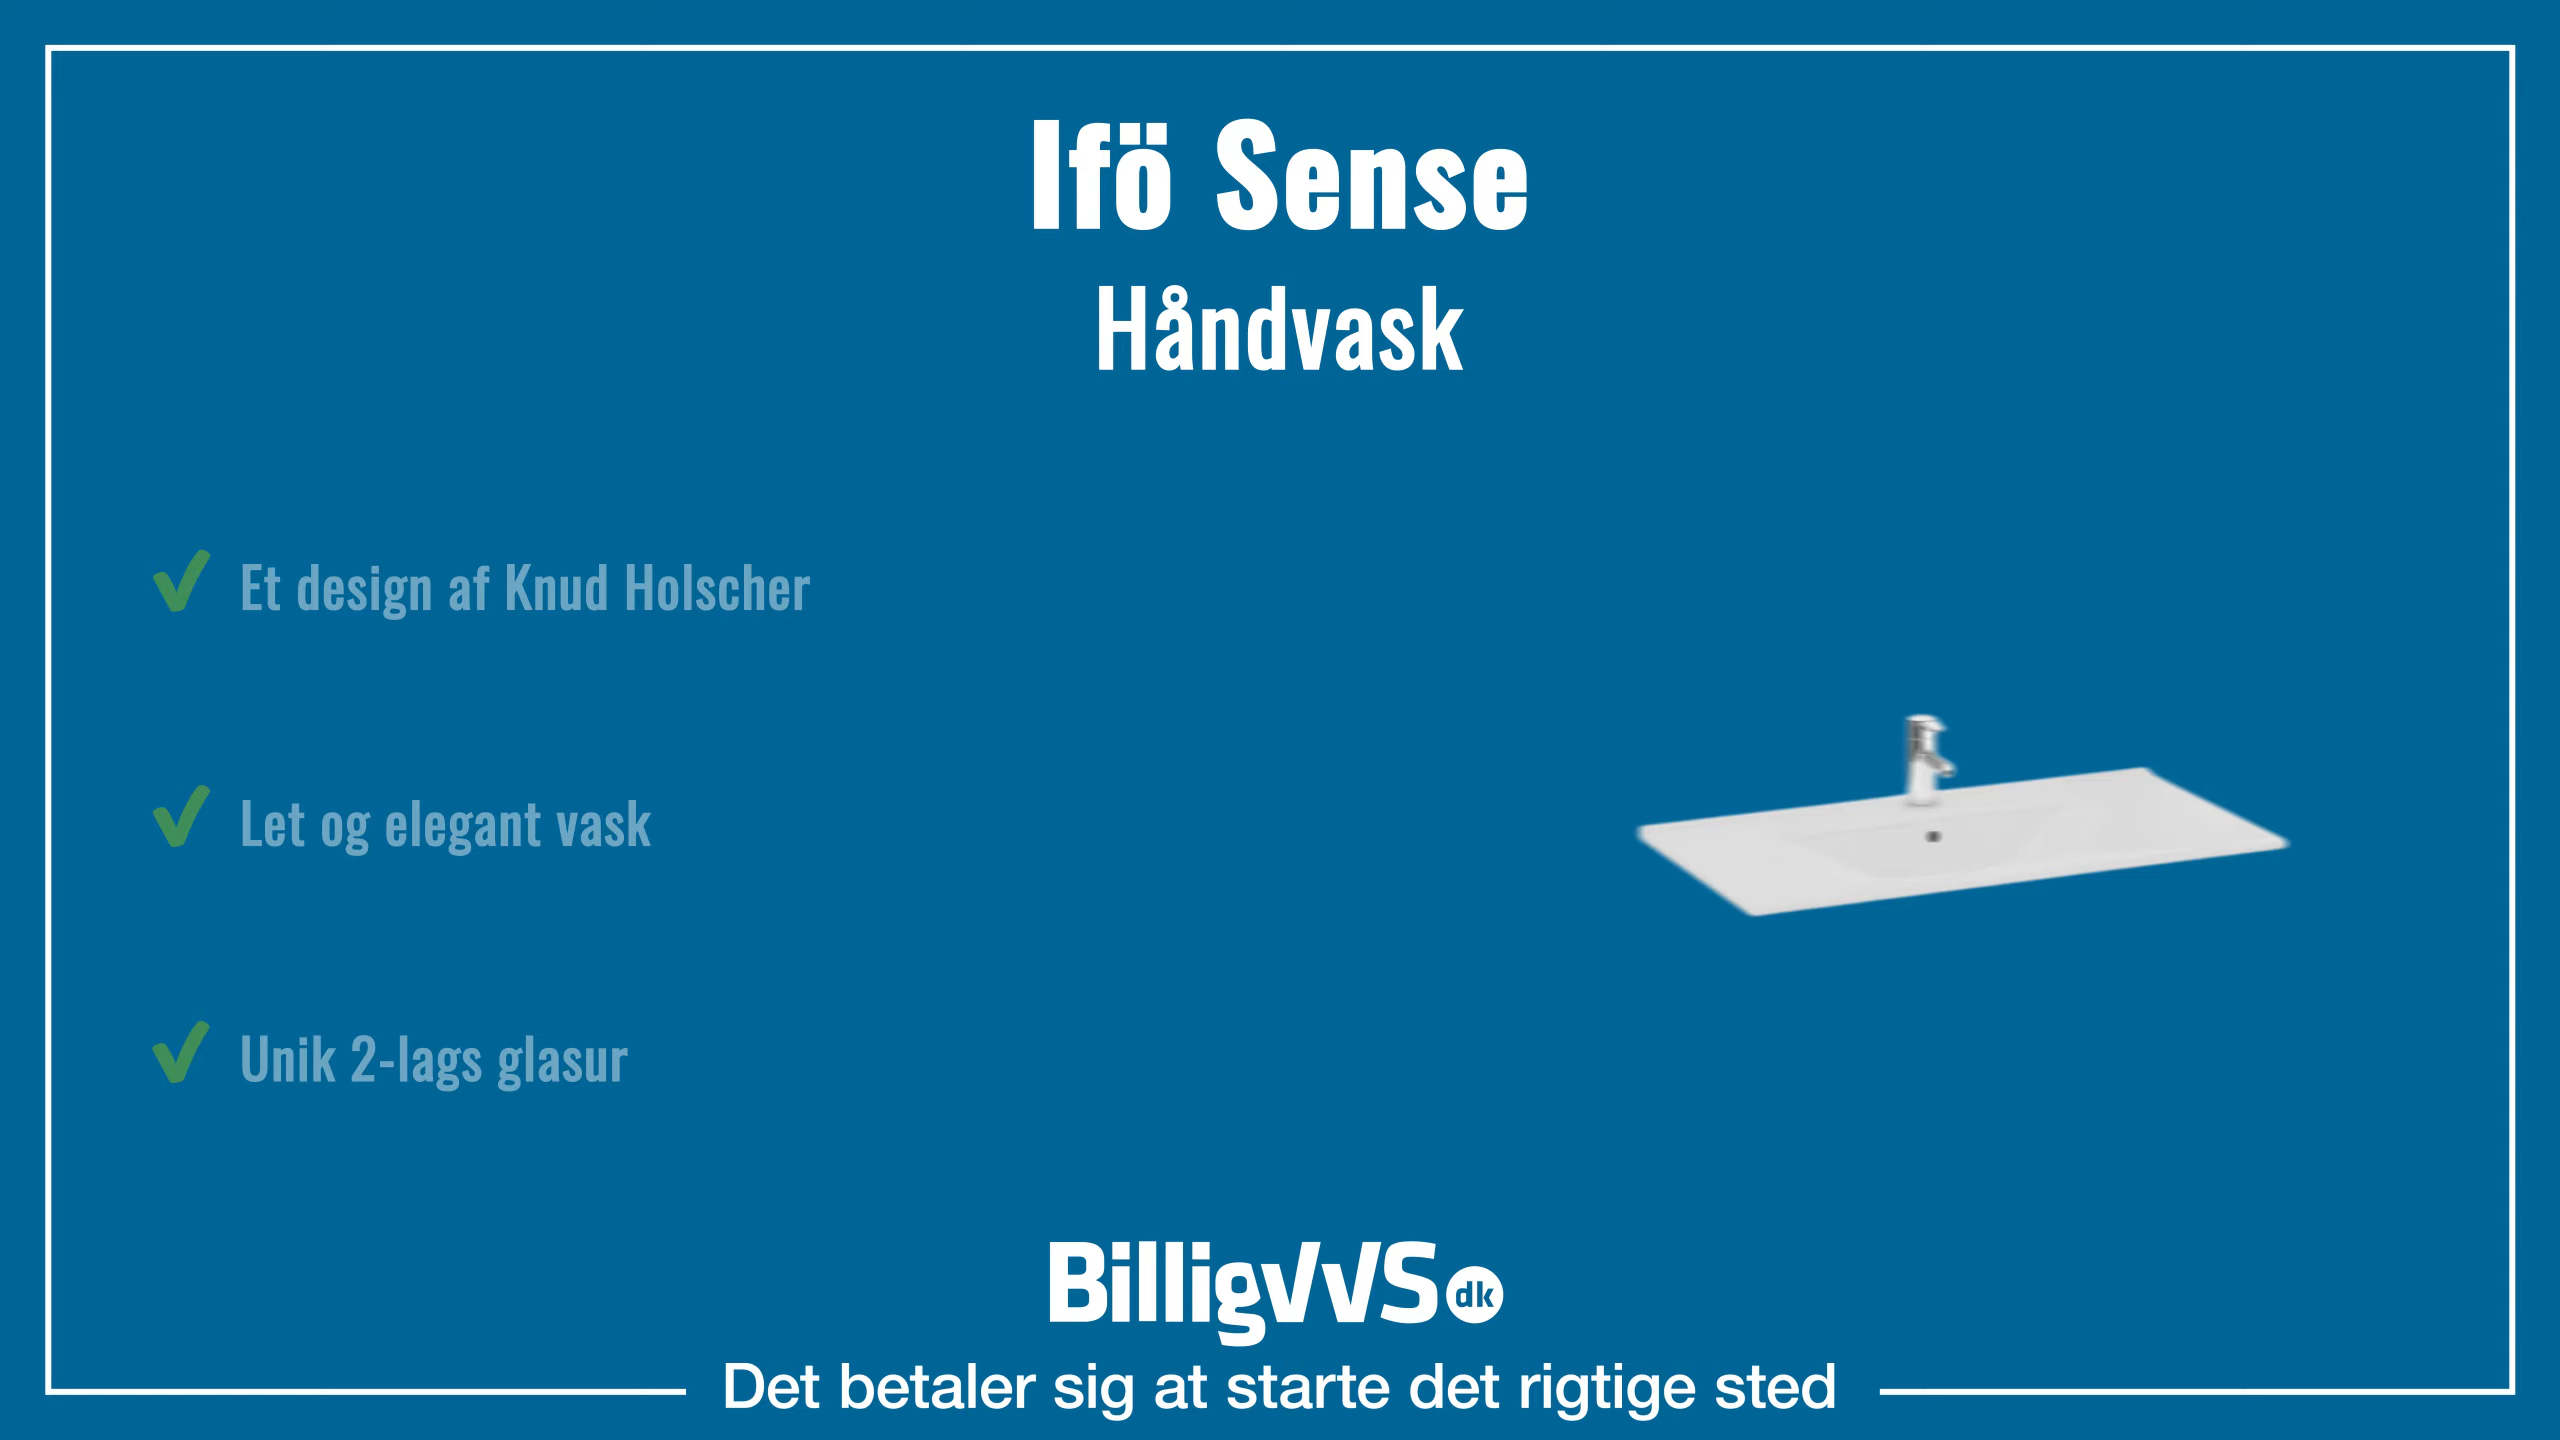 Ifö Sense
Håndvask
Et design af Knud Holscher
Let og elegant vask
Unik 2-lags glasur
BilligVVS.dk
Det betaler sig at starte det rigtige sted